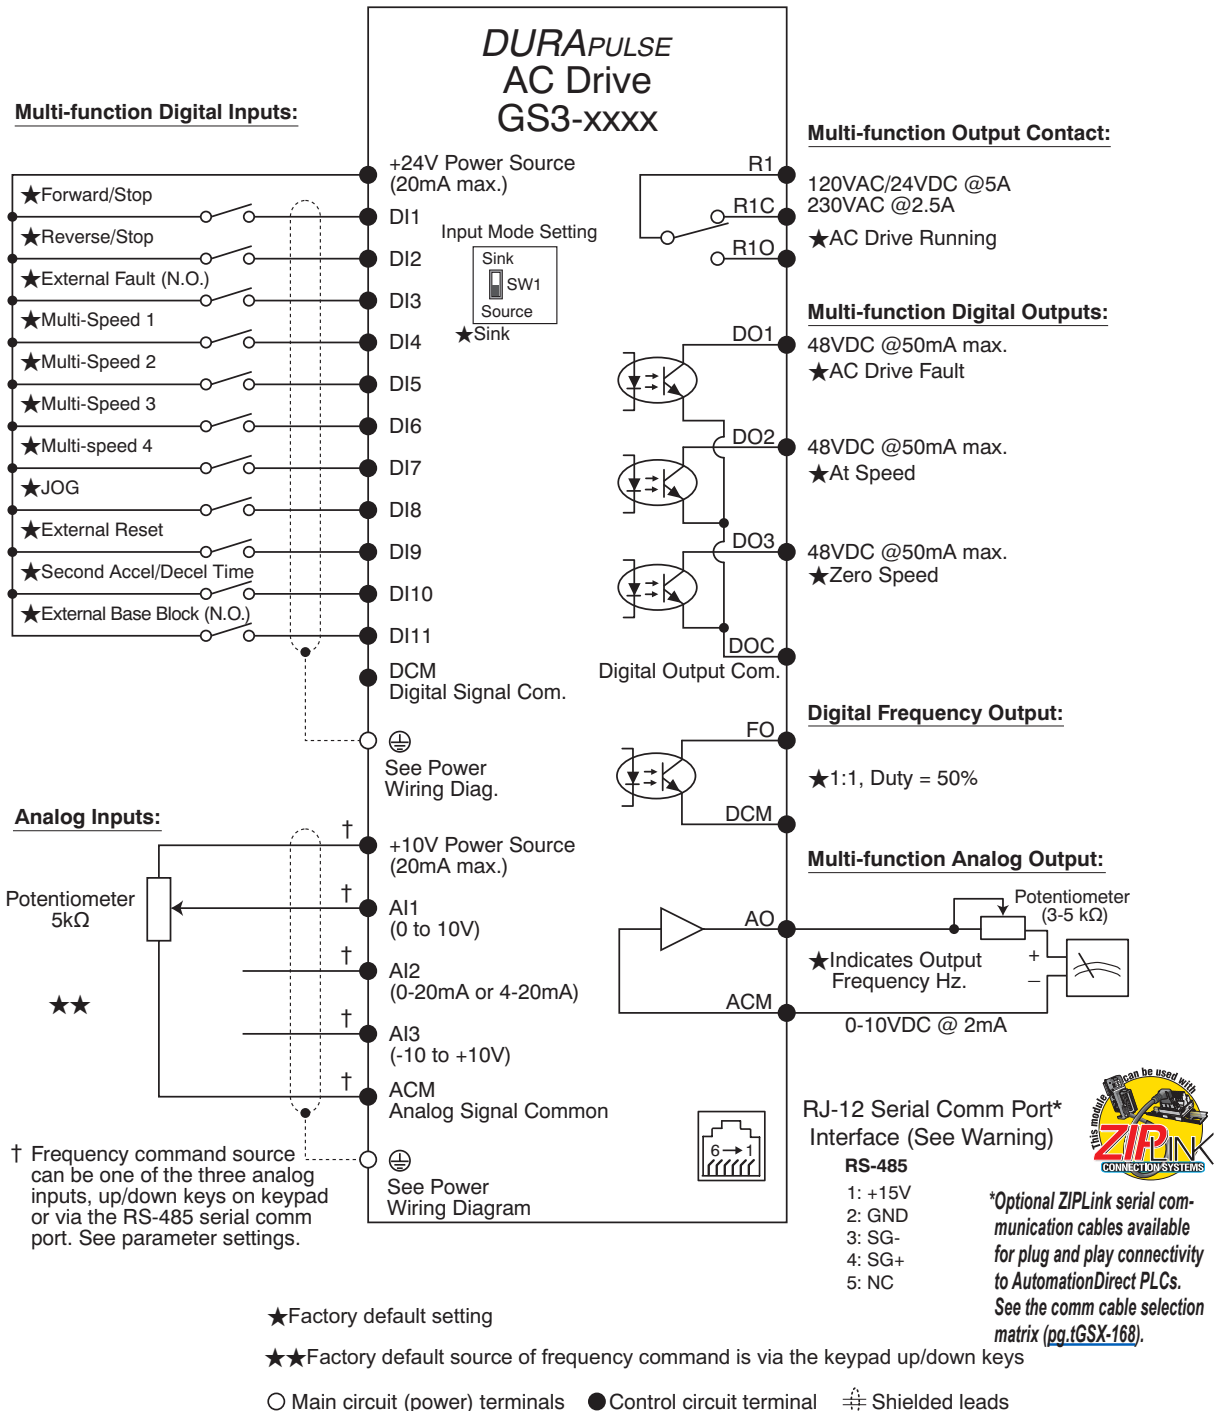 DURAPULSE
AC Drive
GS3-xxxx
Multi-function Digital Inputs:
+24V Power Source
(20mA max.)
★Forward/Stop
DI1
★Reverse/Stop
DI2
★External Fault (N.O.)
DI3
★Multi-Speed 1
DI4
★Multi-Speed 2
DI5
★Multi-Speed 3
DI6
★Multi-speed 4
DI7
★JOG
DI8
★External Reset
DI9
★Second Accel/Decel Time
DI10
★External Base Block (N.O.)
DI11
DCM
Digital Signal Com.
See Power
Wiring Diag.
Input Mode Setting
Sink
SW1
Source
★Sink
Multi-function Output Contact:
R1
R1C
R1O
120VAC/24VDC @5A
230VAC @2.5A
★AC Drive Running
Multi-function Digital Outputs:
DO1
48VDC @50mA max.
★AC Drive Fault
DO2
48VDC @50mA max.
★At Speed
DO3
48VDC @50mA max.
★Zero Speed
DOC
Digital Output Com.
Digital Frequency Output:
FO
★1:1, Duty = 50%
DCM
Analog Inputs:
†
+10V Power Source
(20mA max.)
Potentiometer
5kΩ
†
AI1
(0 to 10V)
†
AI2
(0-20mA or 4-20mA)
★★
†
AI3
(-10 to +10V)
†
ACM
Analog Signal Common
See Power
Wiring Diagram
Multi-function Analog Output:
Potentiometer
(3-5 kΩ)
AO
★Indicates Output
Frequency Hz.
+
–
ACM
0-10VDC @ 2mA
6→1
RJ-12 Serial Comm Port*
Interface (See Warning)
RS-485
1: +15V
2: GND
3: SG-
4: SG+
5: NC
This module can be used with
ZIPLINK
CONNECTION SYSTEMS
*Optional ZIPLink serial com-
munication cables available
for plug and play connectivity
to AutomationDirect PLCs.
See the comm cable selection
matrix (pg.tGSX-168).
† Frequency command source
can be one of the three analog
inputs, up/down keys on keypad
or via the RS-485 serial comm
port. See parameter settings.
★Factory default setting
★★Factory default source of frequency command is via the keypad up/down keys
Main circuit (power) terminals
Control circuit terminal
Shielded leads